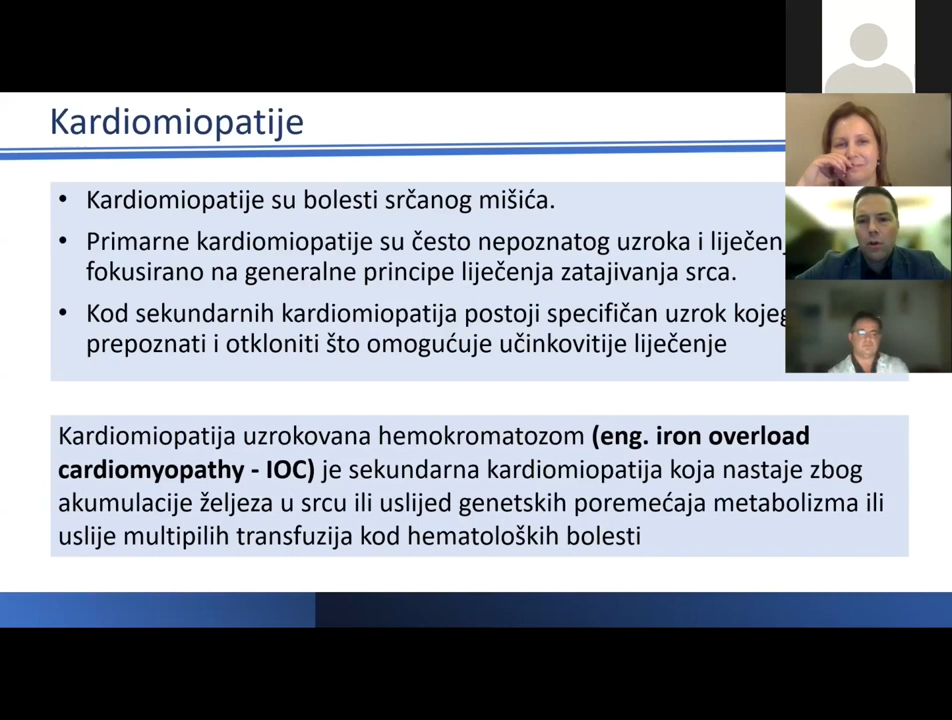 Kardiomiopatije
• Kardiomiopatije su bolesti srčanog mišića.
• Primarne kardiomiopatije su često nepoznatog uzroka i
fokusirano na generalne principe liječenja zatajivanja srca.
• Kod sekundarnih kardiomiopatija postoji specifičan uzrok
prepoznati i otkloniti što omogućuje učinkovitije liječenje
Kardiomiopatija uzrokovana hemokromatozom (eng. iron overload
cardiomyopathy - IOC) je sekundarna kardiomiopatija koja nastaje zbog
akumulacije željeza u srcu ili uslijed genetskih poremećaja metabolizma ili
uslije multipilih transfuzija kod hematoloških bolesti